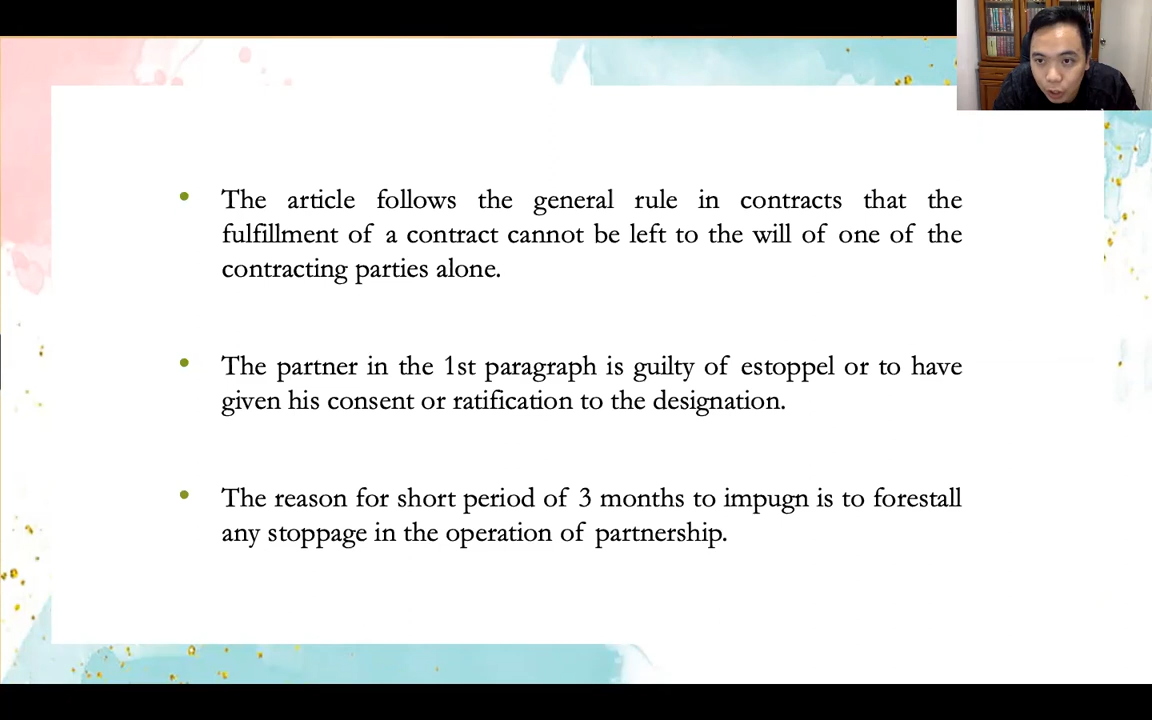 The article follows the general rule in contracts that the
fulfillment of a contract cannot be left to the will of one of the
contracting parties alone.
The partner in the 1st paragraph is guilty of estoppel or to have
given his consent or ratification to the designation.
The reason for short period of 3 months to impugn is to forestall
any stoppage in the operation of partnership.